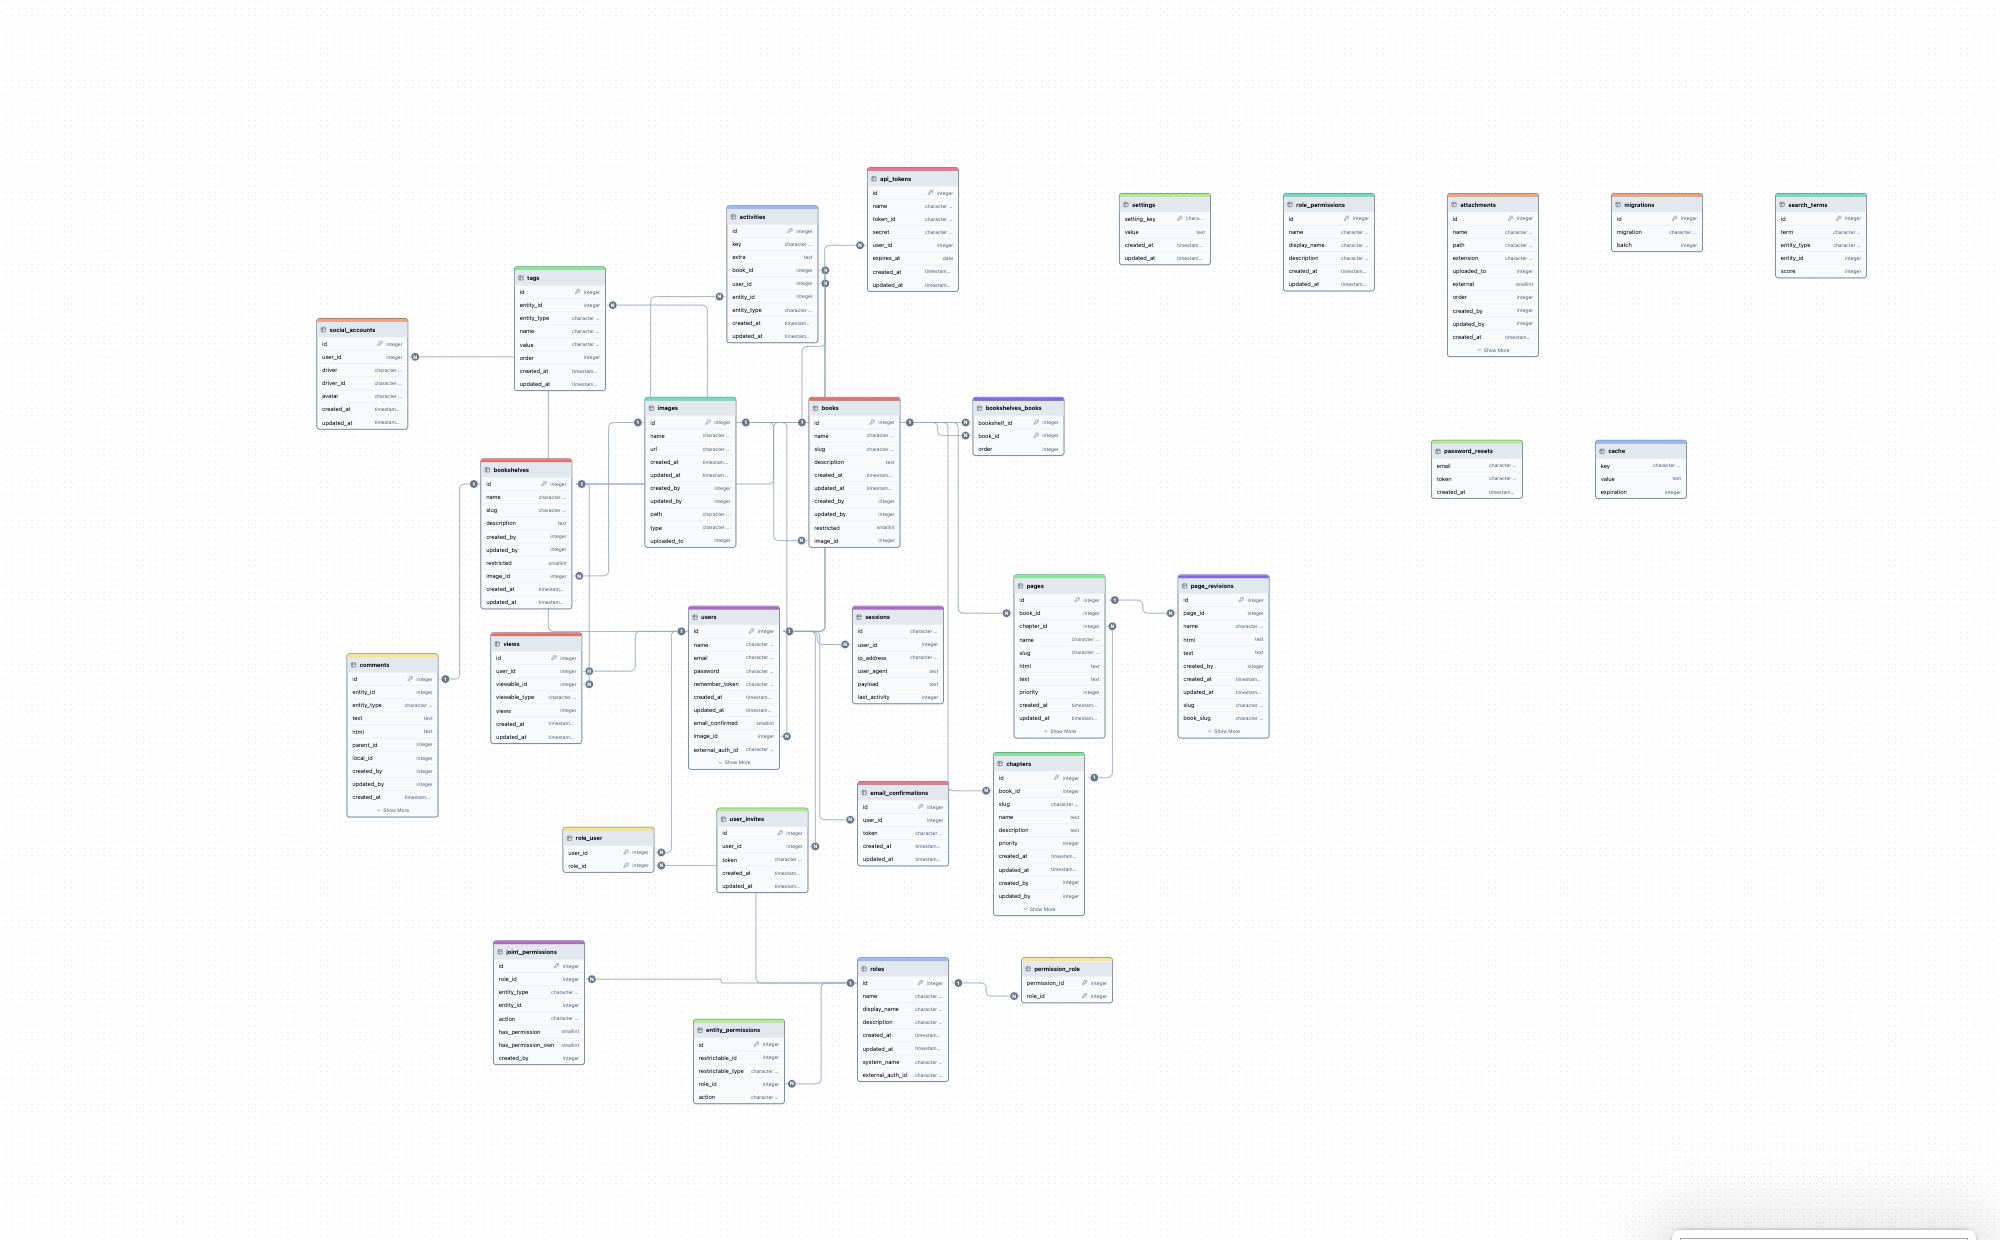 api_tokens
id integer
name character ...
token_id character ...
secret character ...
user_id integer
expires_at date
created_at timestam...
updated_at timestam...
settings
setting_key chara...
value text
created_at timestam...
updated_at timestam...
role_permissions
id integer
name character ...
display_name character ...
description character ...
created_at timestam...
updated_at timestam...
attachments
id integer
name character ...
path character ...
extension character ...
uploaded_to integer
external smallint
order integer
created_by integer
updated_by integer
created_at timestam...
Show More
migrations
id integer
migration character ...
batch integer
search_terms
id integer
term character ...
entity_type character ...
entity_id integer
score integer
activities
id integer
key character ...
extra text
book_id integer
user_id integer
entity_id integer
entity_type character ...
created_at timestam...
updated_at timestam...
tags
id integer
entity_id integer
entity_type character ...
name character ...
value character ...
order integer
created_at timestam...
updated_at timestam...
social_accounts
id integer
user_id integer
driver character ...
driver_id character ...
avatar character ...
created_at timestam...
updated_at timestam...
images
id integer
name character ...
url character ...
created_at timestam...
updated_at timestam...
created_by integer
updated_by integer
path character ...
type character ...
uploaded_to integer
books
id integer
name character ...
slug character ...
description text
created_at timestam...
updated_at timestam...
created_by integer
updated_by integer
restricted smallint
image_id integer
bookshelves_books
bookshelf_id integer
book_id integer
order integer
password_resets
email character ...
token character ...
created_at timestam...
cache
key character ...
value text
expiration integer
bookshelves
id integer
name character ...
slug character ...
description text
created_by integer
updated_by integer
restricted smallint
image_id integer
created_at timestam...
updated_at timestam...
pages
id integer
book_id integer
chapter_id integer
name character ...
slug character ...
html text
text text
priority integer
created_at timestam...
updated_at timestam...
Show More
page_revisions
id integer
page_id integer
name character ...
html text
text text
created_by integer
created_at timestam...
updated_at timestam...
slug character ...
book_slug character ...
Show More
users
id integer
name character ...
email character ...
password character ...
remember_token character ...
created_at timestam...
updated_at timestam...
email_confirmed smallint
image_id integer
external_auth_id character ...
Show More
sessions
id character ...
user_id integer
ip_address character ...
user_agent text
payload text
last_activity integer
views
id integer
user_id integer
viewable_id integer
viewable_type character ...
views integer
created_at timestam...
updated_at timestam...
comments
id integer
entity_id integer
entity_type character ...
text text
html text
parent_id integer
local_id integer
created_by integer
updated_by integer
created_at timestam...
Show More
chapters
id integer
book_id integer
slug character ...
name text
description text
priority integer
created_at timestam...
updated_at timestam...
created_by integer
updated_by integer
Show More
email_confirmations
id integer
user_id integer
token character ...
created_at timestam...
updated_at timestam...
user_invites
id integer
user_id integer
token character ...
created_at timestam...
updated_at timestam...
role_user
user_id integer
role_id integer
joint_permissions
id integer
role_id integer
entity_type character ...
entity_id integer
action character ...
has_permission smallint
has_permission_own smallint
created_by integer
roles
id integer
name character ...
display_name character ...
description character ...
created_at timestam...
updated_at timestam...
system_name character ...
external_auth_id character ...
permission_role
permission_id integer
role_id integer
entity_permissions
id integer
restrictable_id integer
restrictable_type character ...
role_id integer
action character ...